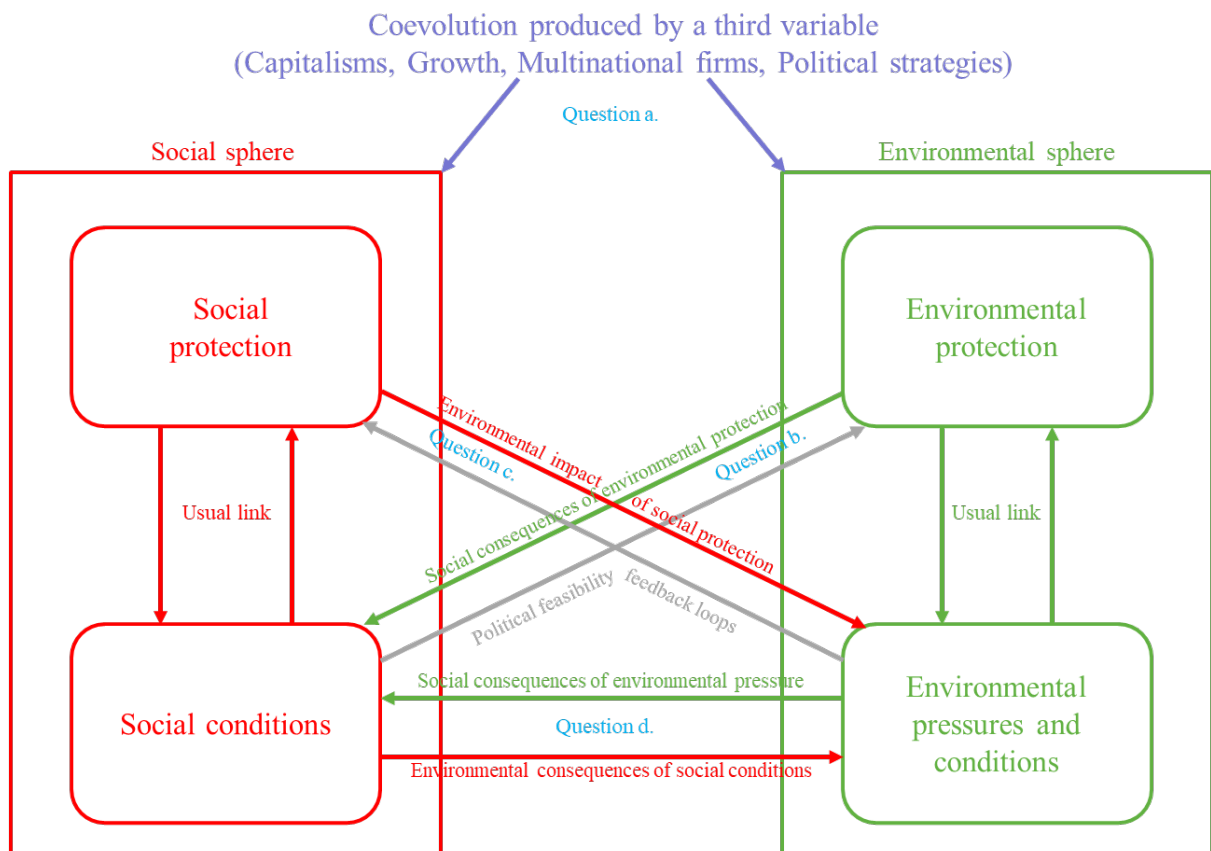 Coevolution produced by a third variable
(Capitalisms, Growth, Multinational firms, Political strategies)
Question a.
Social sphere
Environmental sphere
Social
protection
Environmental
protection
Environmental impact
of social protection
Social consequences of environmental protection
Question c.
Question b.
Usual link
Usual link
Political feasibility
feedback loops
Social conditions
Social consequences of environmental pressure
Question d.
Environmental consequences of social conditions
Environmental
pressures and
conditions